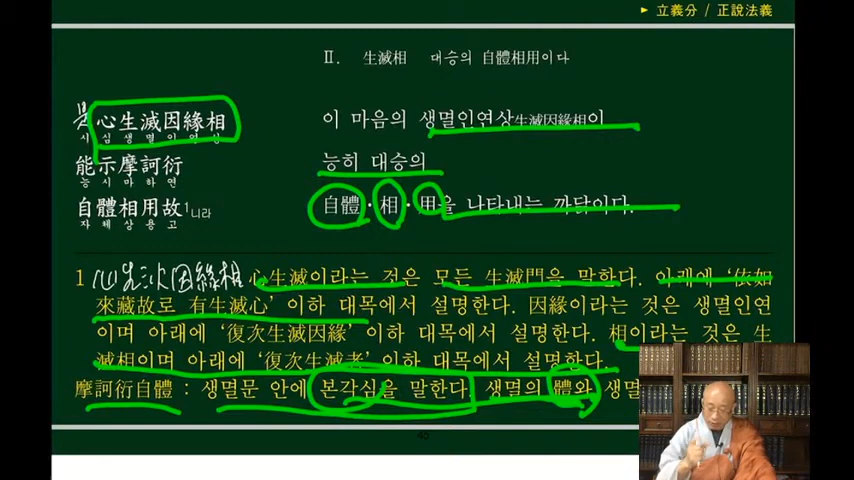 ▶ 立義分 / 正說法義
Ⅱ. 生滅相 대승의 自體相用이다
是心生滅因緣相
시 심 생 멸 인 연 상
이 마음의 생멸인연상生滅因緣相이
能示摩訶衍
능 시 마 하 연
능히 대승의
自體相用故1니라
자 체 상 용 고
自體·相·用을 나타내는 까닭이다.
1 心生滅因緣相 心生滅이라는 것은 모든 生滅門을 말한다. 아래에 ‘依如
來藏故로 有生滅心’ 이하 대목에서 설명한다. 因緣이라는 것은 생멸인연
이며 아래에 ‘復次生滅因緣’ 이하 대목에서 설명한다. 相이라는 것은 生
滅相이며 아래에 ‘復次生滅者’ 이하 대목에서 설명한다.
摩訶衍自體 : 생멸문 안에 본각심을 말한다. 생멸의 體와 생멸
45